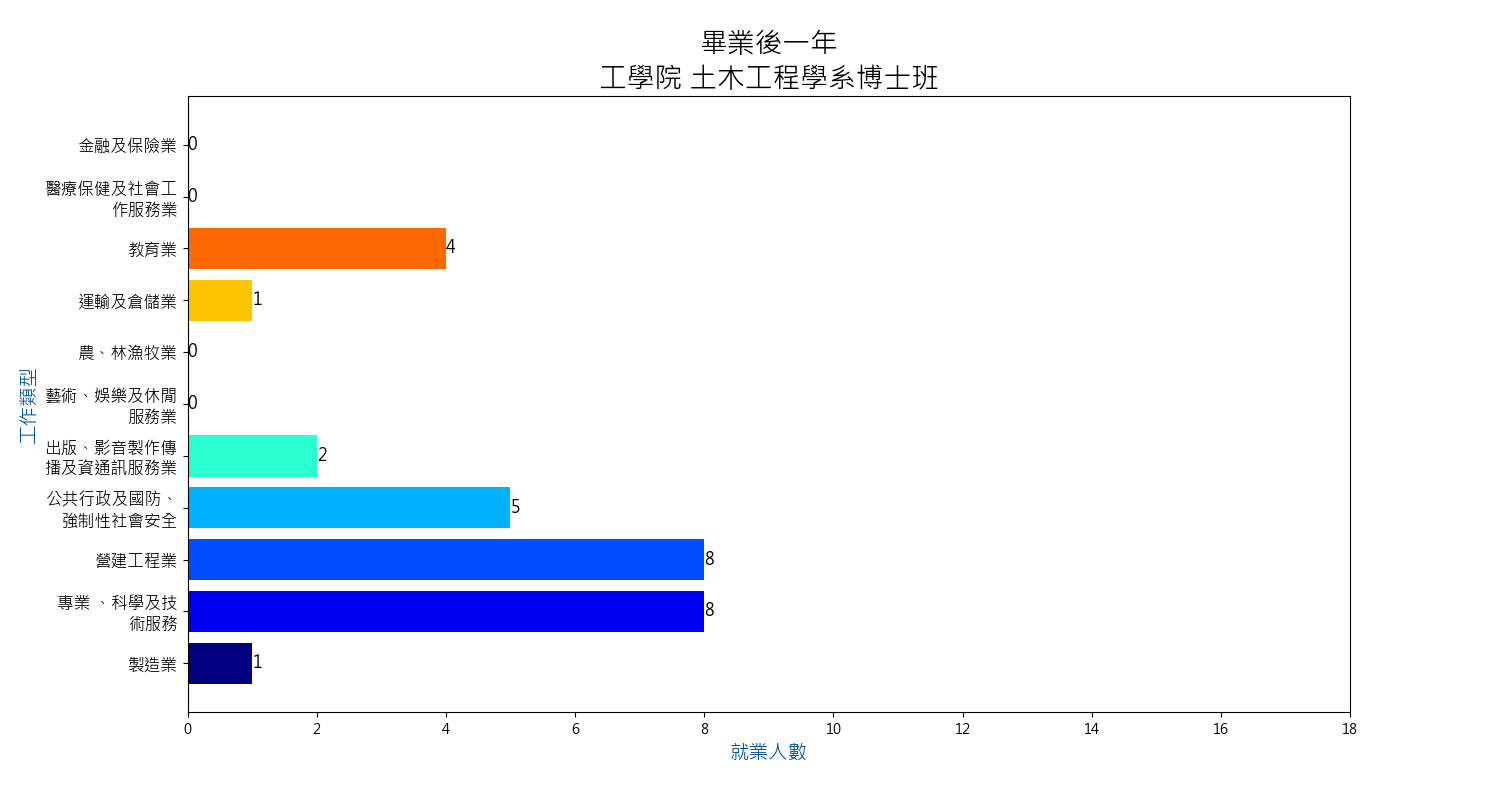 畢業後一年
工學院 土木工程學系博士班
金融及保險業
0
醫療保健及社會工
作服務業
0
教育業
4
運輸及倉儲業
1
農、林漁牧業
0
藝術、娛樂及休閒
服務業
0
出版、影音製作傳
播及資通訊服務業
2
公共行政及國防、
強制性社會安全
5
營建工程業
8
專業 、科學及技
術服務
8
製造業
1
工作類型
0 2 4 6 8 10 12 14 16 18
就業人數